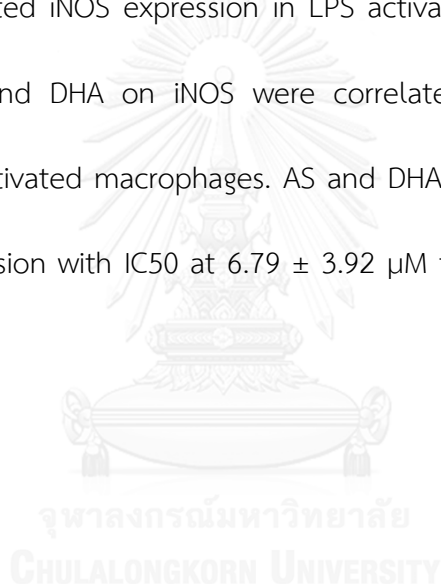 ted iNOS expression in LPS activa
nd DHA on iNOS were correlate
tivated macrophages. AS and DHA
sion with IC50 at 6.79 ± 3.92 µM
จุฬาลงกรณ์มหาวิทยาลัย
CHULALONGKORN UNIVERSITY